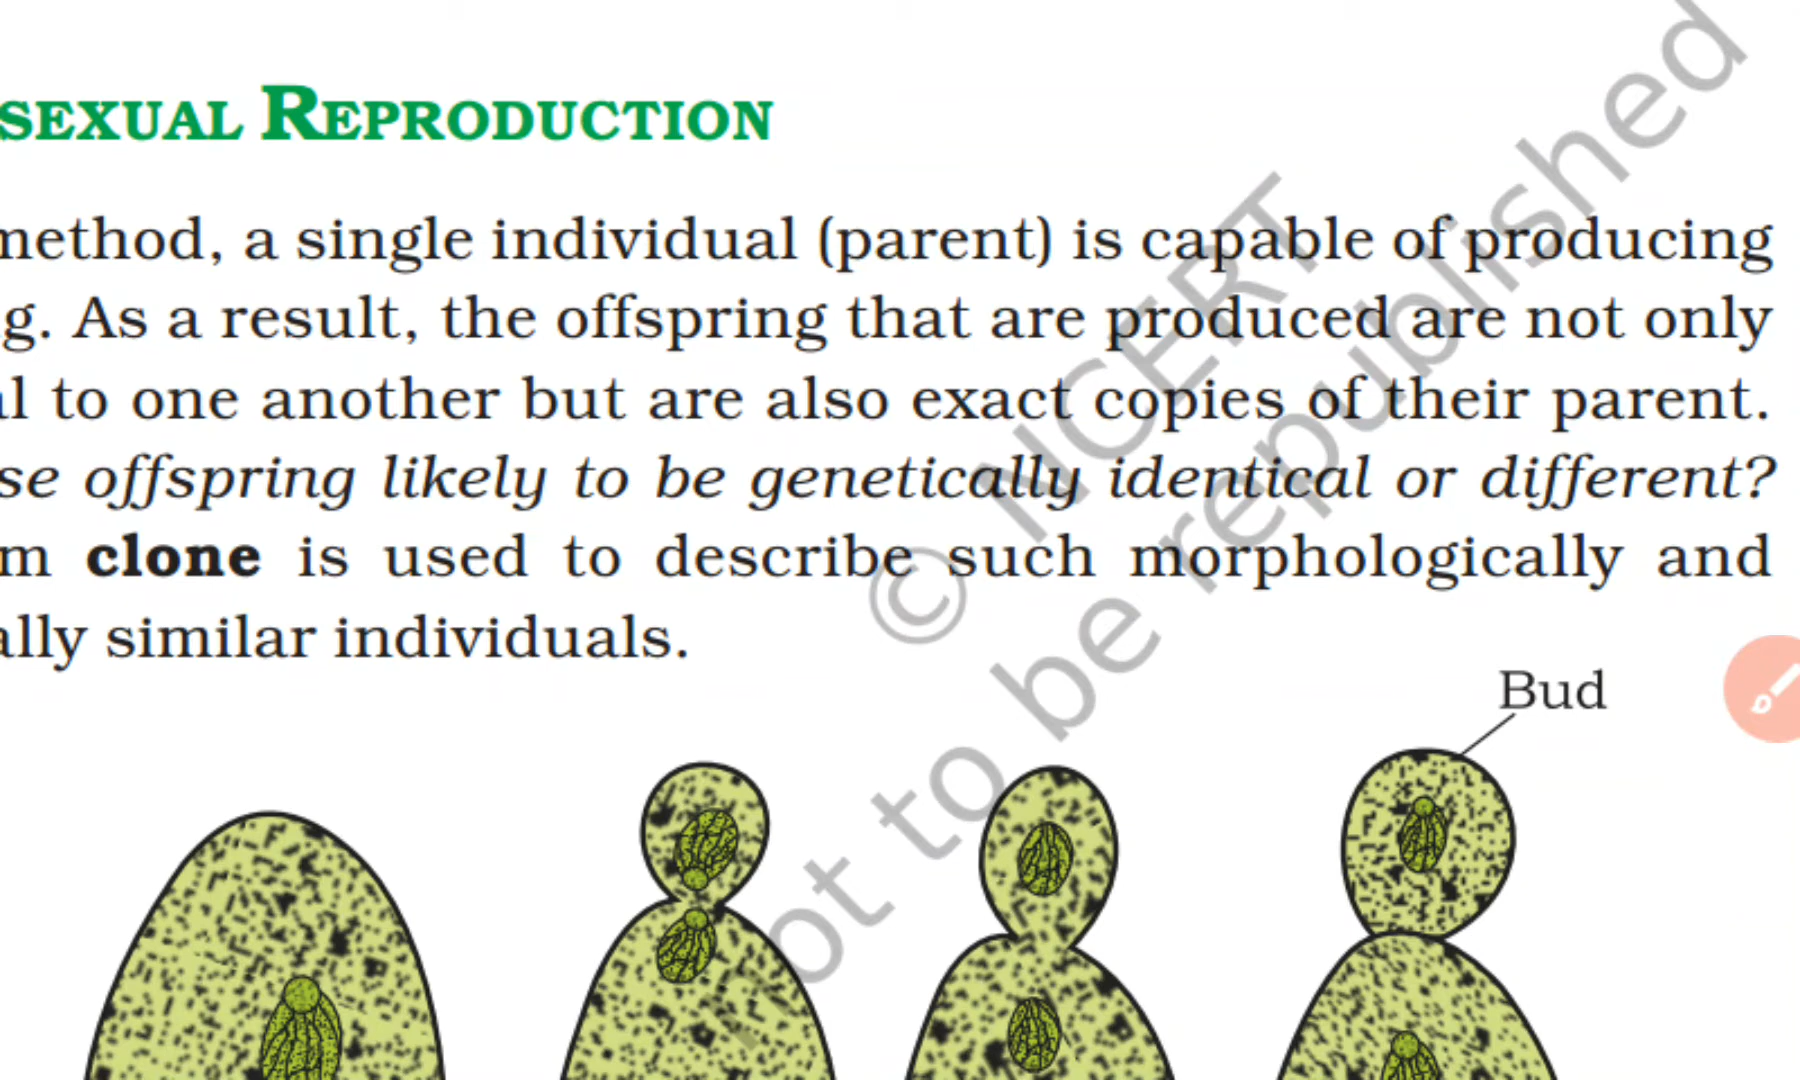 SEXUAL REPRODUCTION
method, a single individual (parent) is capable of producing
g. As a result, the offspring that are produced are not only
al to one another but are also exact copies of their parent.
se offspring likely to be genetically identical or different?
m clone is used to describe such morphologically and
ally similar individuals.
Bud
© NCERT
not to be republished